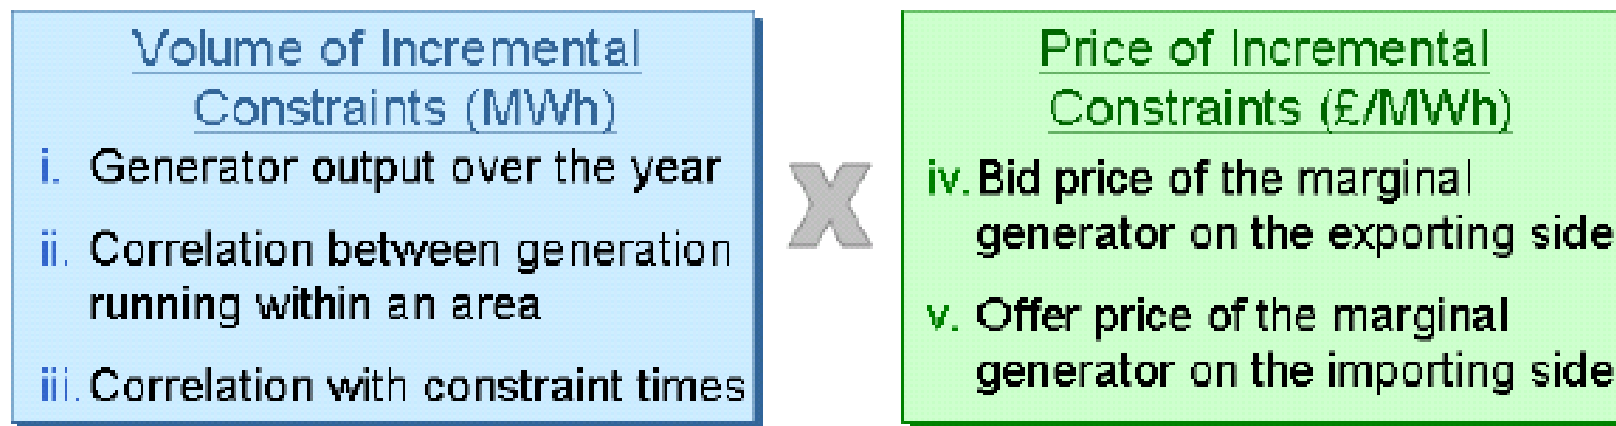 Volume of Incremental
Constraints (MWh)
i. Generator output over the year
ii. Correlation between generation
running within an area
iii. Correlation with constraint times
X
Price of Incremental
Constraints (£/MWh)
iv. Bid price of the marginal
generator on the exporting side
v. Offer price of the marginal
generator on the importing side